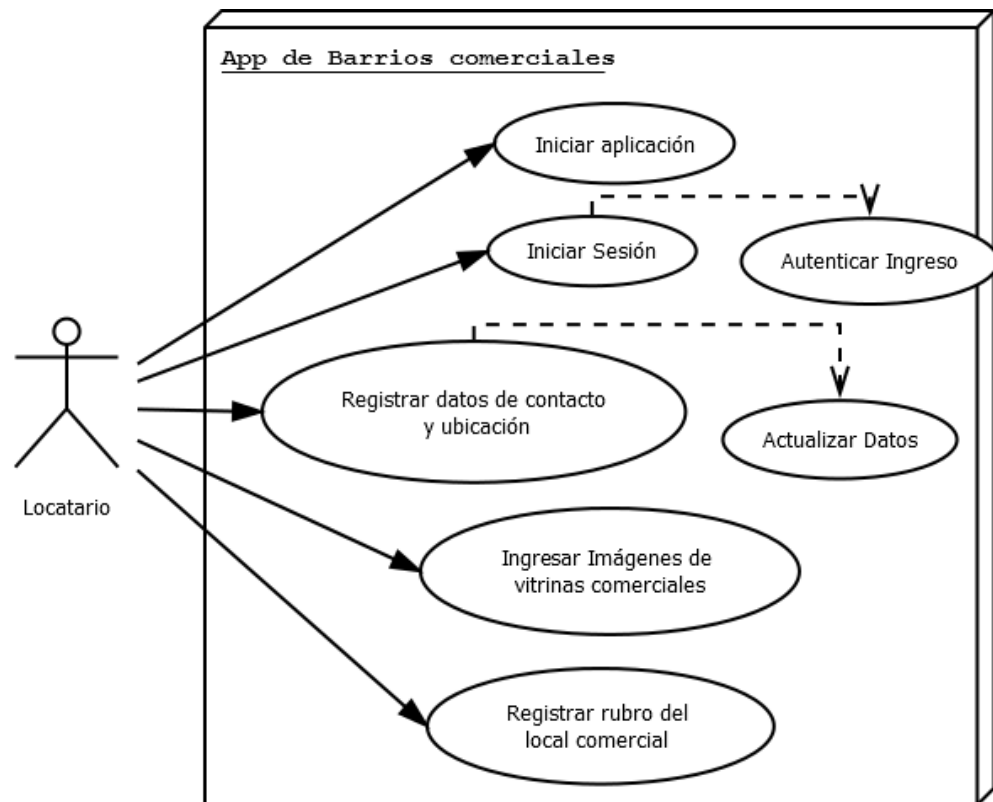 App de Barrios comerciales
Iniciar aplicación
Iniciar Sesión
Autenticar Ingreso
Registrar datos de contacto
y ubicación
Actualizar Datos
Locatario
Ingresar Imágenes de
vitrinas comerciales
Registrar rubro del
local comercial